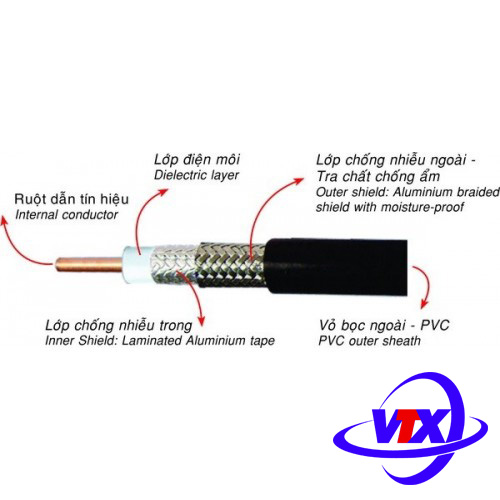 Lớp điện môi
Dielectric layer
Lớp chống nhiễu ngoài -
Tra chất chống ẩm
Outer shield: Aluminium braided
shield with moisture-proof
Ruột dẫn tín hiệu
Internal conductor
Lớp chống nhiễu trong
Inner Shield: Laminated Aluminium tape
Vỏ bọc ngoài - PVC
PVC outer sheath
VTX